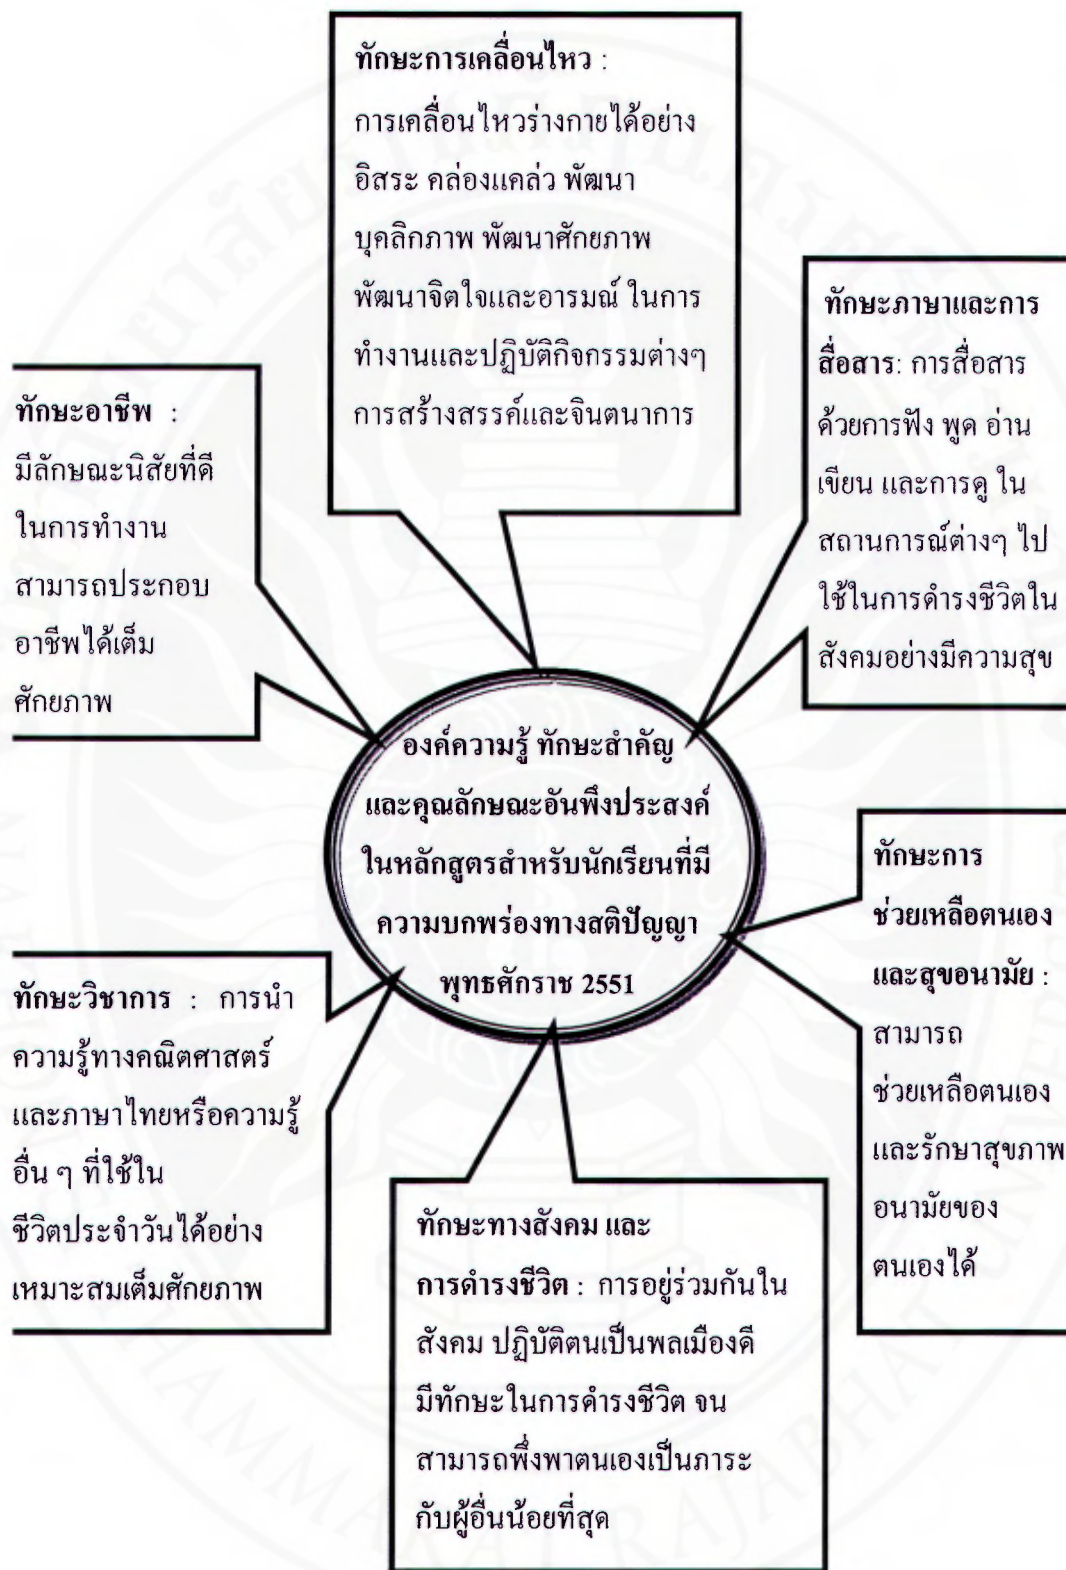 ทักษะการเคลื่อนไหว :
การเคลื่อนไหวร่างกายได้อย่าง
อิสระ คล่องแคล่ว พัฒนา
บุคลิกภาพ พัฒนาศักยภาพ
พัฒนาจิตใจและอารมณ์ ในการ
ทำงานและปฏิบัติกิจกรรมต่างๆ
การสร้างสรรค์และจินตนาการ
ทักษะภาษาและการ
สื่อสาร: การสื่อสาร
ด้วยการฟัง พูด อ่าน
เขียน และการดู ใน
สถานการณ์ต่างๆ ไป
ใช้ในการดำรงชีวิตใน
สังคมอย่างมีความสุข
ทักษะอาชีพ :
มีลักษณะนิสัยที่ดี
ในการทำงาน
สามารถประกอบ
อาชีพได้เต็ม
ศักยภาพ
องค์ความรู้ ทักษะสำคัญ
และคุณลักษณะอันพึงประสงค์
ในหลักสูตรสำหรับนักเรียนที่มี
ความบกพร่องทางสติปัญญา
พุทธศักราช 2551
ทักษะการ
ช่วยเหลือตนเอง
และสุขอนามัย :
สามารถ
ช่วยเหลือตนเอง
และรักษาสุขภาพ
อนามัยของ
ตนเองได้
ทักษะวิชาการ : การนำ
ความรู้ทางคณิตศาสตร์
และภาษาไทยหรือความรู้
อื่น ๆ ที่ใช้ใน
ชีวิตประจำวันได้อย่าง
เหมาะสมเต็มศักยภาพ
ทักษะทางสังคม และ
การดำรงชีวิต : การอยู่ร่วมกันใน
สังคม ปฏิบัติตนเป็นพลเมืองดี
มีทักษะในการดำรงชีวิต จน
สามารถพึ่งพาตนเองเป็นภาระ
กับผู้อื่นน้อยที่สุด